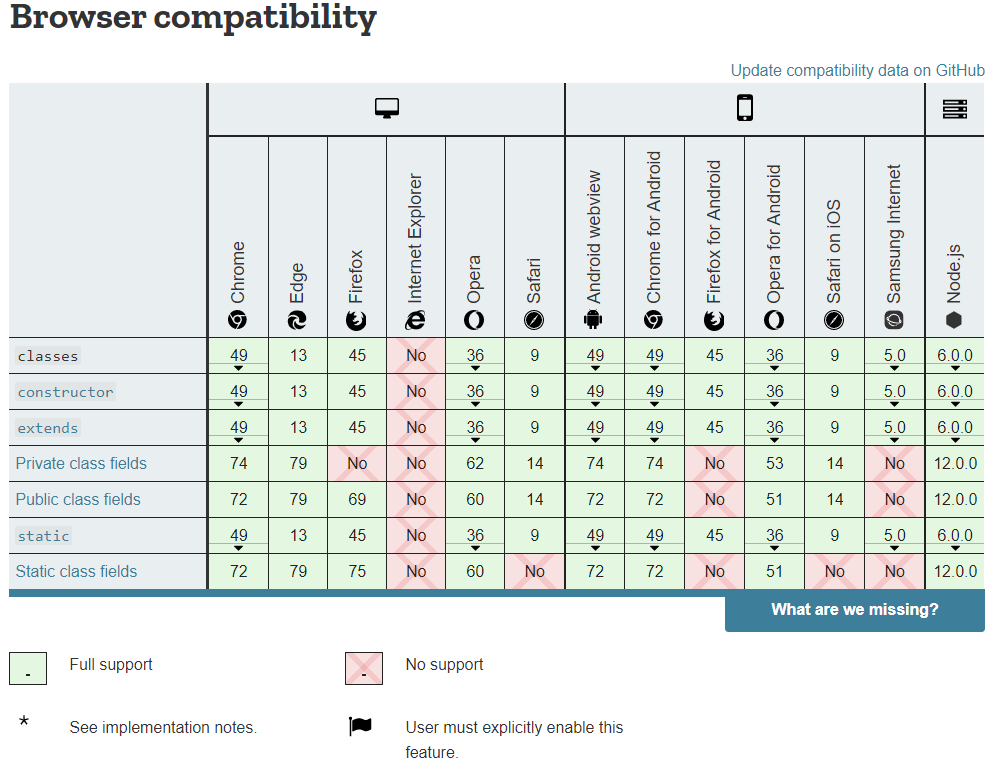 Browser compatibility
Update compatibility data on GitHub
Chrome
Edge
Firefox
Internet Explorer
Opera
Safari
Android webview
Chrome for Android
Firefox for Android
Opera for Android
Safari on iOS
Samsung Internet
Node.js
classes 49 13 45 No 36 9 49 49 45 36 9 5.0 6.0.0
constructor 49 13 45 No 36 9 49 49 45 36 9 5.0 6.0.0
extends 49 13 45 No 36 9 49 49 45 36 9 5.0 6.0.0
Private class fields 74 79 No No 62 14 74 74 No 53 14 No 12.0.0
Public class fields 72 79 69 No 60 14 72 72 No 51 14 No 12.0.0
static 49 13 45 No 36 9 49 49 45 36 9 5.0 6.0.0
Static class fields 72 79 75 No 60 No 72 72 No 51 No No 12.0.0
What are we missing?
- Full support
- No support
* See implementation notes.
User must explicitly enable this
feature.